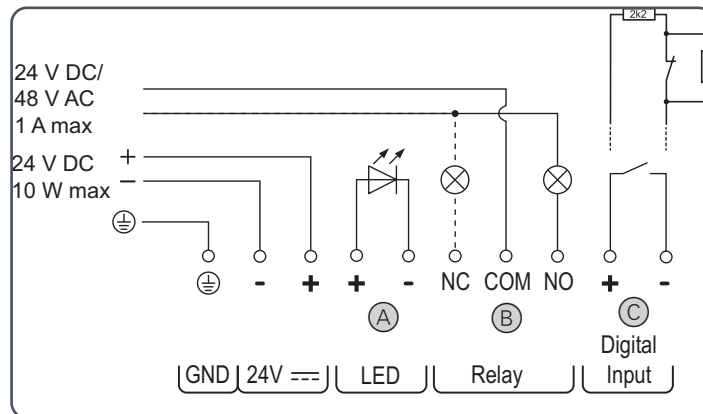 2k2
24 V DC/
48 V AC
1 A max
24 V DC +
10 W max −
- + + - NC COM NO + -
A B C
Digital
GND 24V LED Relay Input